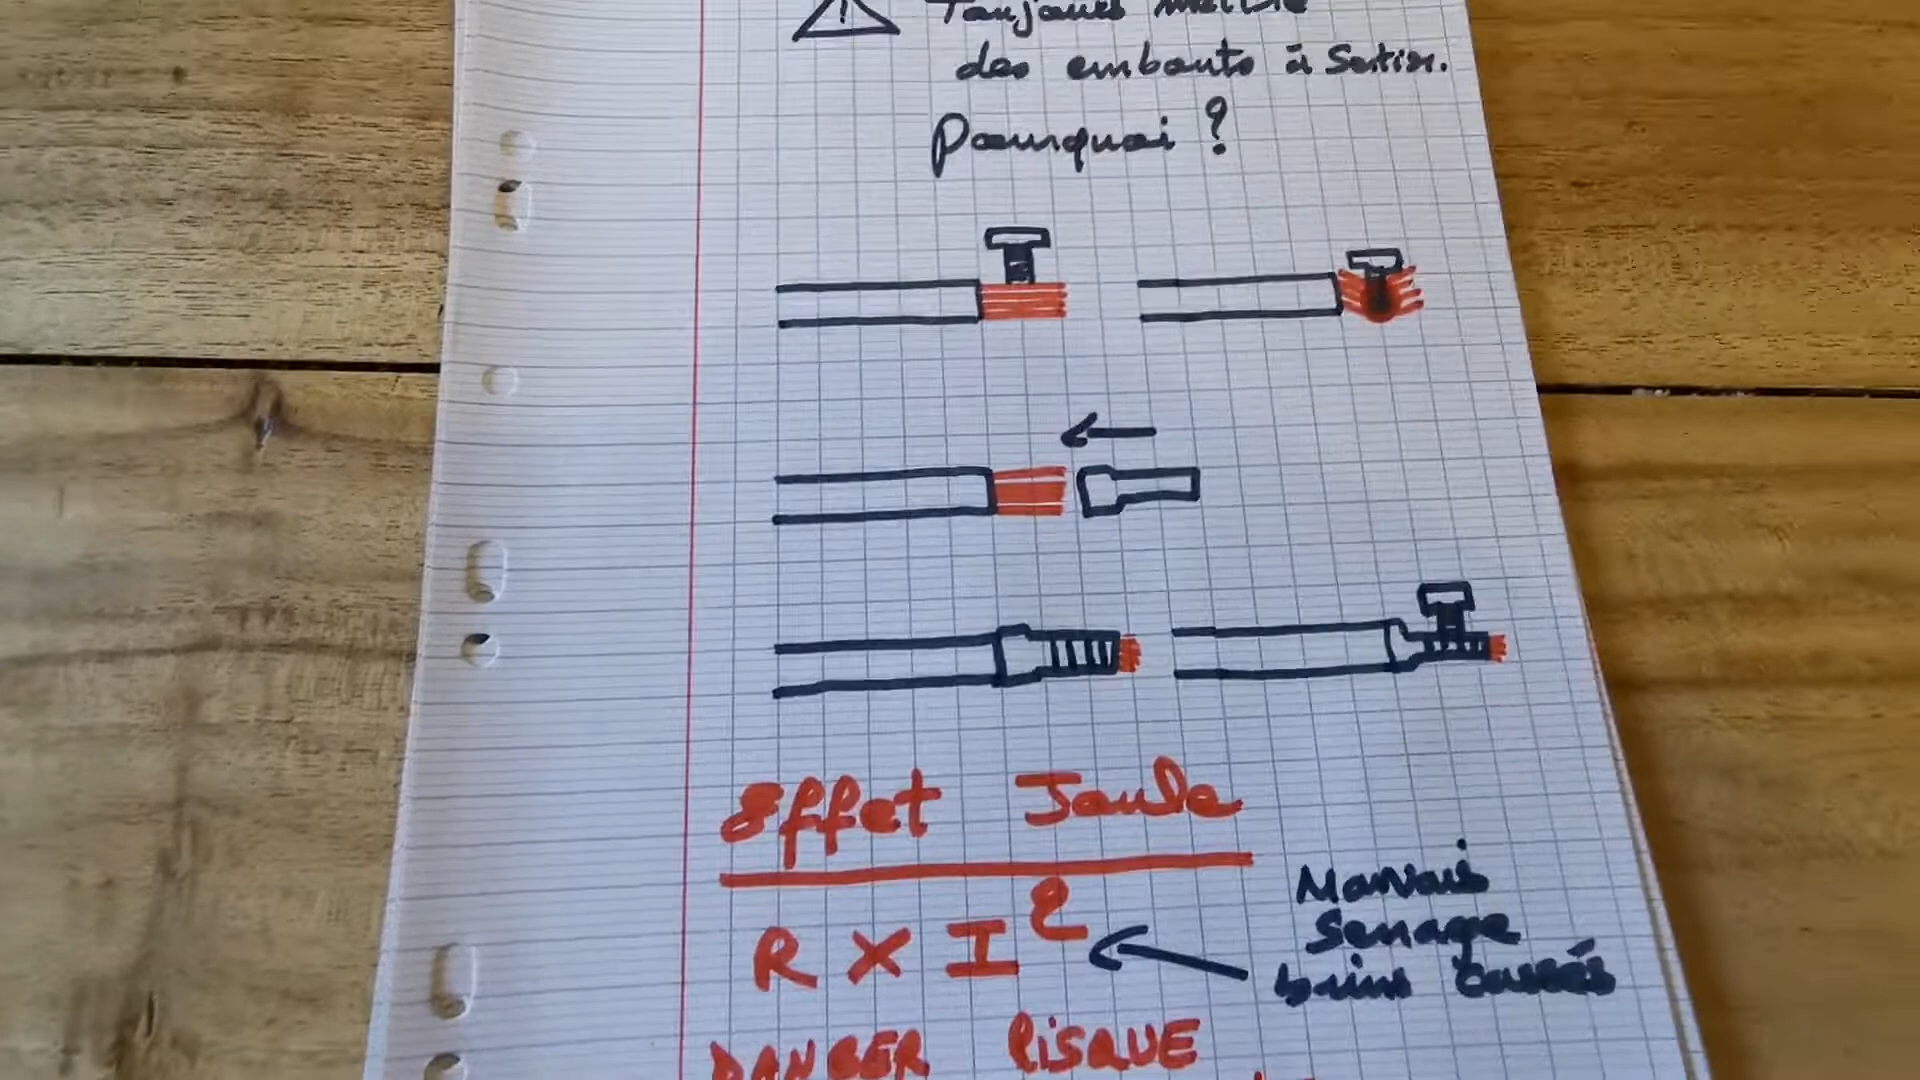 Toujours mettre
des embouts à Sertir.
Pourquoi ?
Effet Joule
R x I²
Mauvais
Serrage
brins cassés
DANGER RISQUE